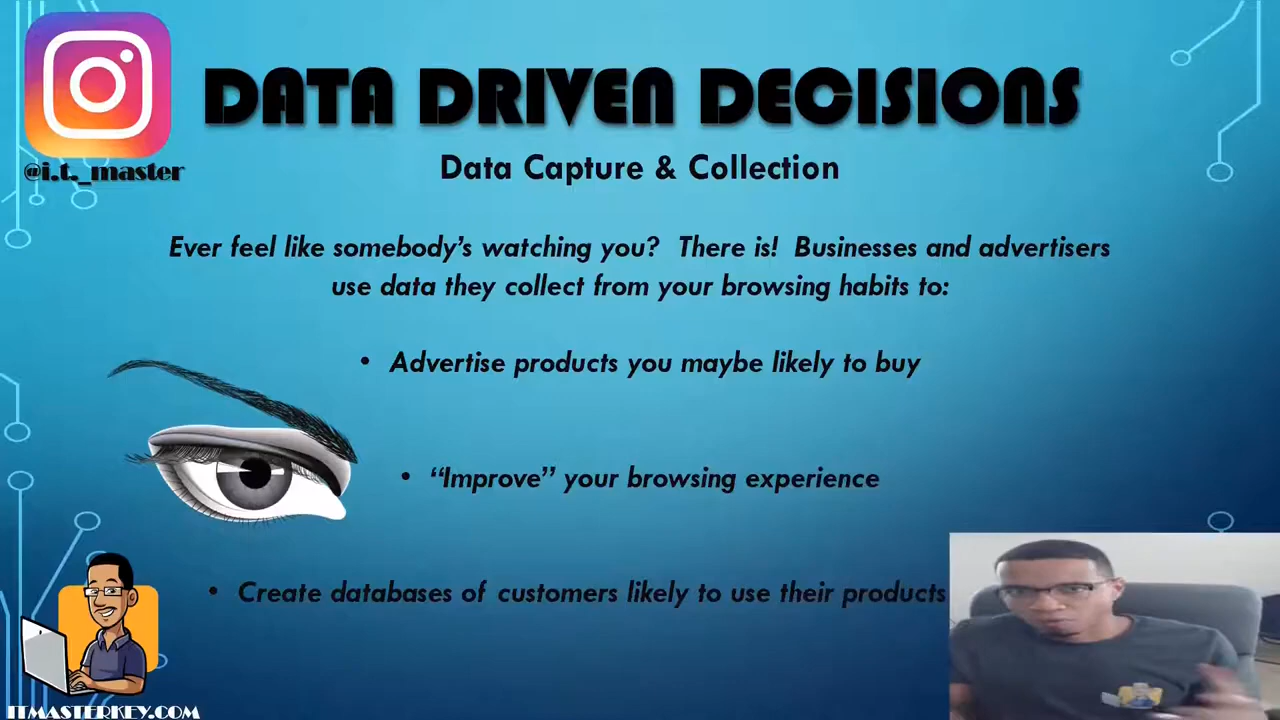 DATA DRIVEN DECISIONS
@i.t._master
Data Capture & Collection
Ever feel like somebody's watching you? There is! Businesses and advertisers
use data they collect from your browsing habits to:
• Advertise products you maybe likely to buy
• “Improve” your browsing experience
• Create databases of customers likely to use their products
ITMASTERKEY.COM